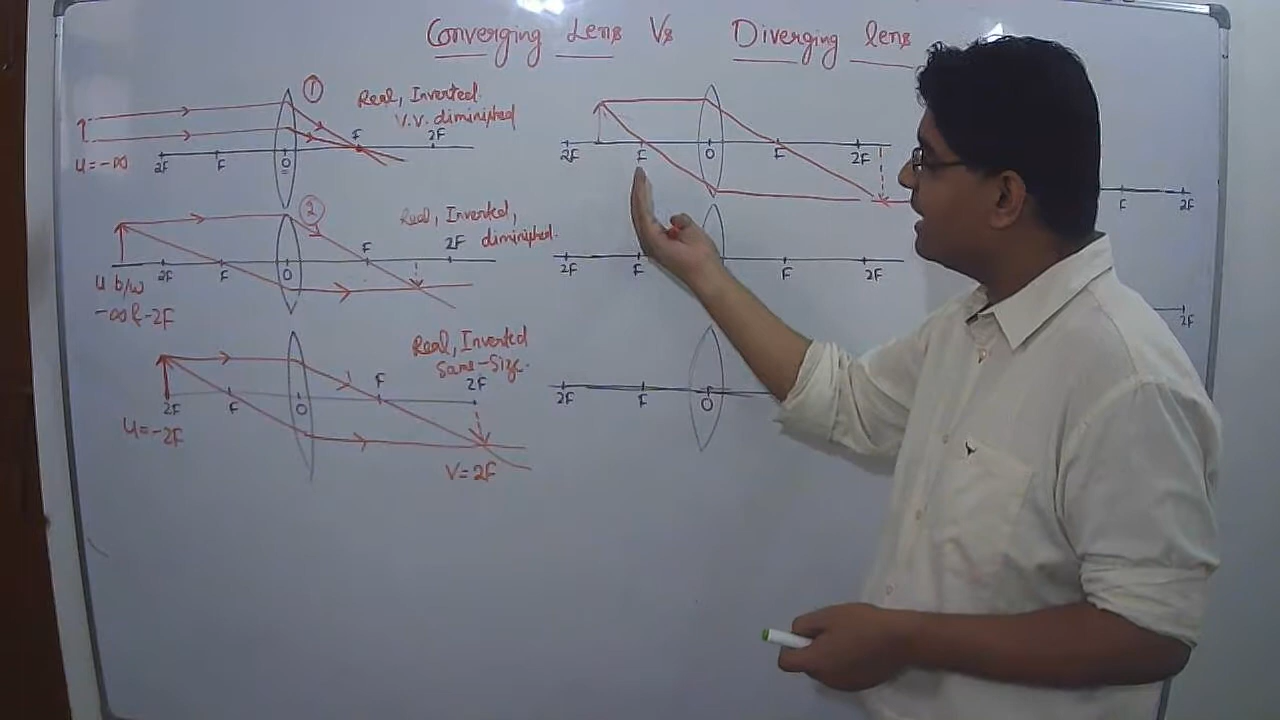 Converging Lens Vs Diverging lens
1
Real, Inverted.
V.V. diminished
F 2F
u = -∞
2F F O
2
Real, Inverted,
diminished.
F 2F
2F F O
u b/w
-∞ & -2F
Real, Inverted
Same-Size.
F 2F
2F F O
u = -2F
V = 2F
2F F O F 2F
2F F F 2F
2F F O
F 2F
2F